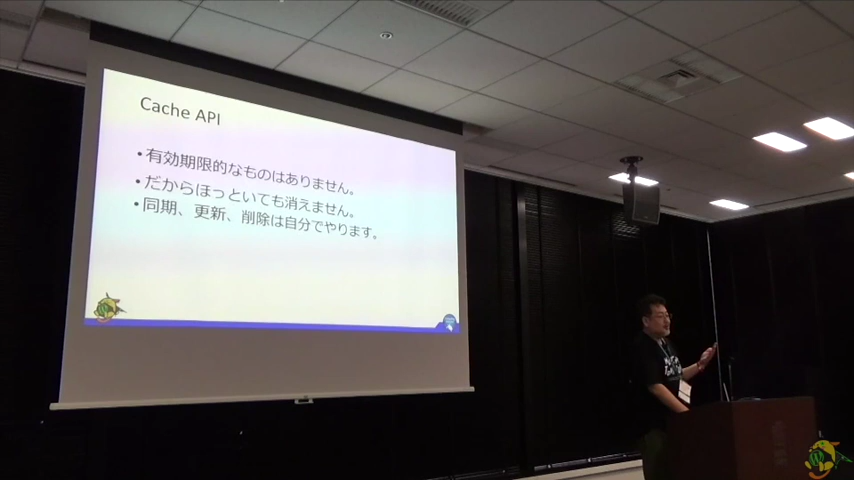 Cache API
•有効期限的なものはありません。
•だからほっといても消えません。
•同期、更新、削除は自分でやります。